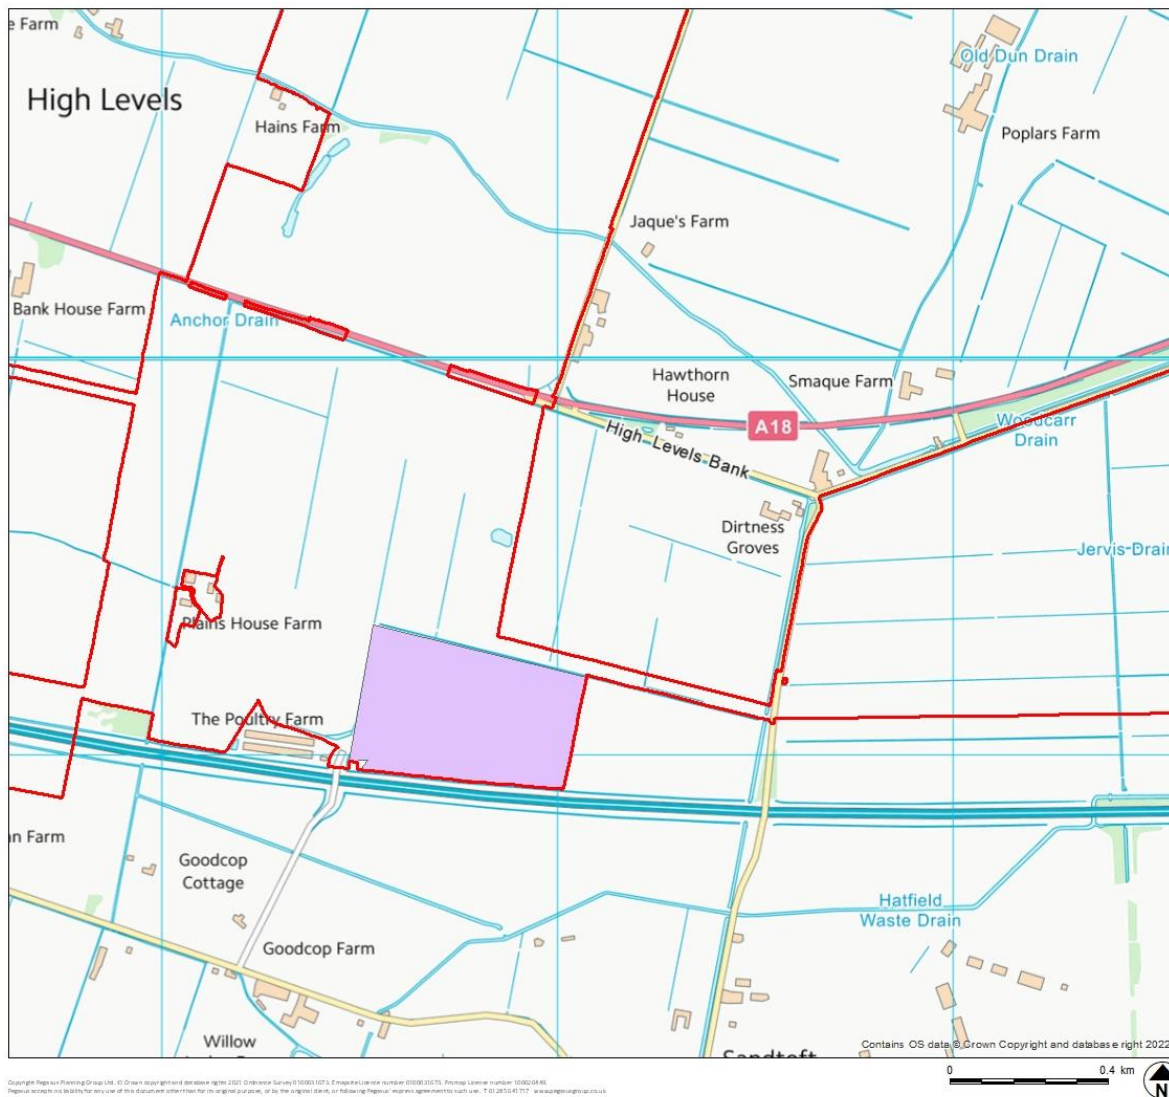 Farm
High Levels
Hains Farm
Old Dun Drain
Poplars Farm
Jaque's Farm
Bank House Farm
Anchor Drain
Hawthorn
House
Smaque Farm
A18
High Levels Bank
Woodcarr
Drain
Dirtness
Groves
Jervis Drain
Plains House Farm
The Poultry Farm
Farm
Goodcop
Cottage
Hatfield
Waste Drain
Goodcop Farm
Willow
Sandtoft
Contains OS data © Crown Copyright and database right 2022
0 0.4 km
N